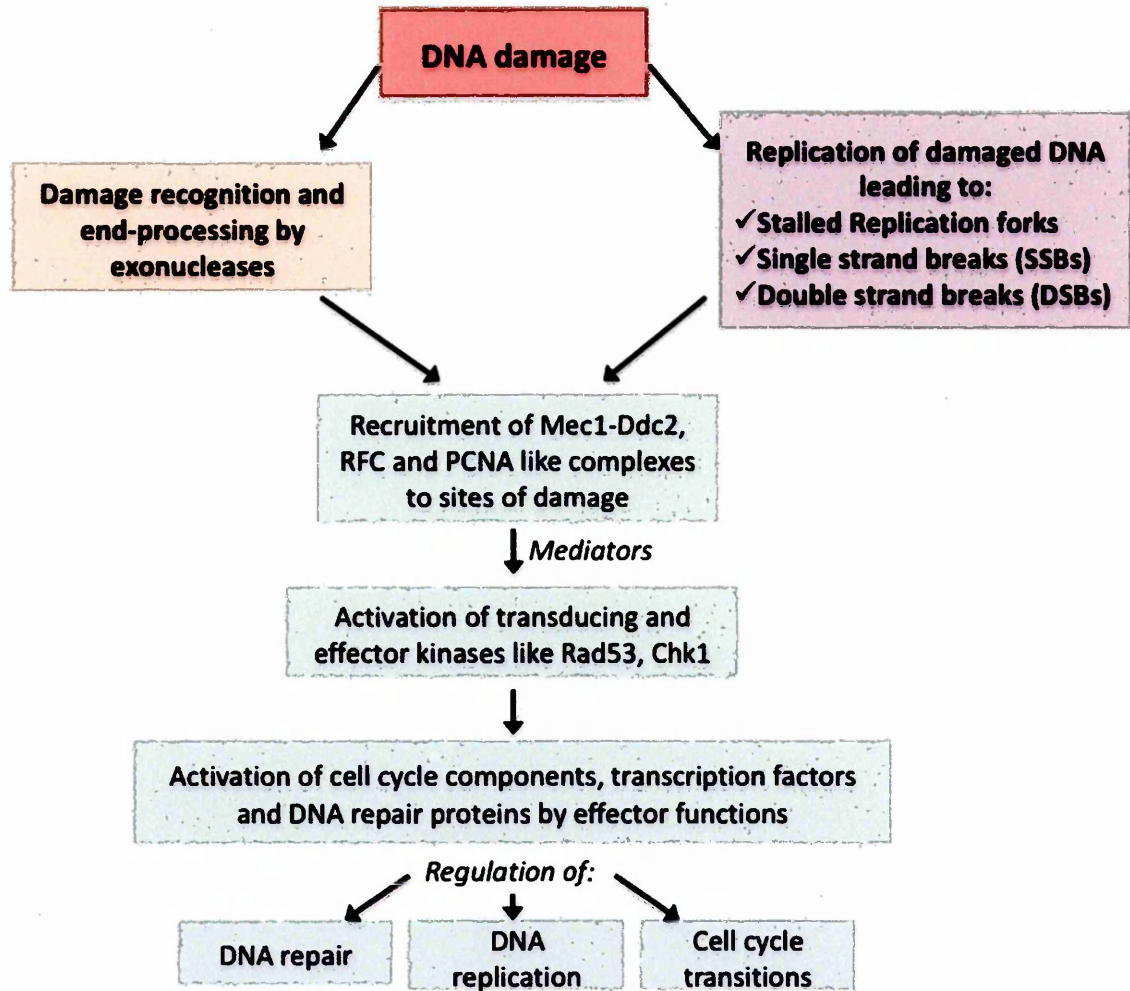 DNA damage
Damage recognition and
end-processing by
exonucleases
Replication of damaged DNA
leading to:
✓Stalled Replication forks
✓Single strand breaks (SSBs)
✓Double strand breaks (DSBs)
Recruitment of Mec1-Ddc2,
RFC and PCNA like complexes
to sites of damage
Mediators
Activation of transducing and
effector kinases like Rad53, Chk1
Activation of cell cycle components, transcription factors
and DNA repair proteins by effector functions
Regulation of:
DNA repair
DNA
replication
Cell cycle
transitions